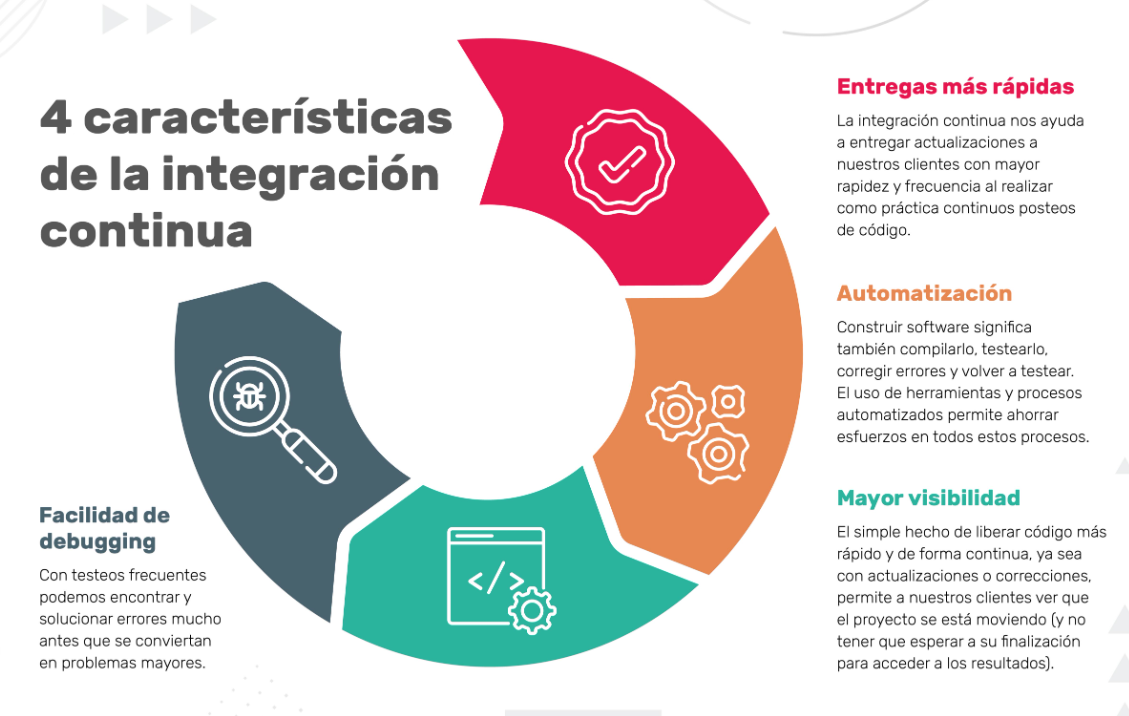 4 características
de la integración
continua
Entregas más rápidas
La integración continua nos ayuda
a entregar actualizaciones a
nuestros clientes con mayor
rapidez y frecuencia al realizar
como práctica continuos posteos
de código.
Automatización
Construir software significa
también compilarlo, testearlo,
corregir errores y volver a testear.
El uso de herramientas y procesos
automatizados permite ahorrar
esfuerzos en todos estos procesos.
Mayor visibilidad
El simple hecho de liberar código más
rápido y de forma continua, ya sea
con actualizaciones o correcciones,
permite a nuestros clientes ver que
el proyecto se está moviendo (y no
tener que esperar a su finalización
para acceder a los resultados).
Facilidad de
debugging
Con testeos frecuentes
podemos encontrar y
solucionar errores mucho
antes que se conviertan
en problemas mayores.